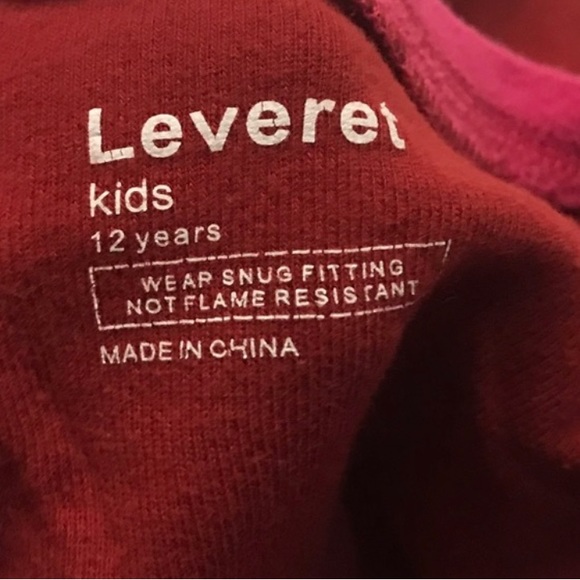 Leveret
kids
12 years
WEAR SNUG FITTING
NOT FLAME RESISTANT
MADE IN CHINA